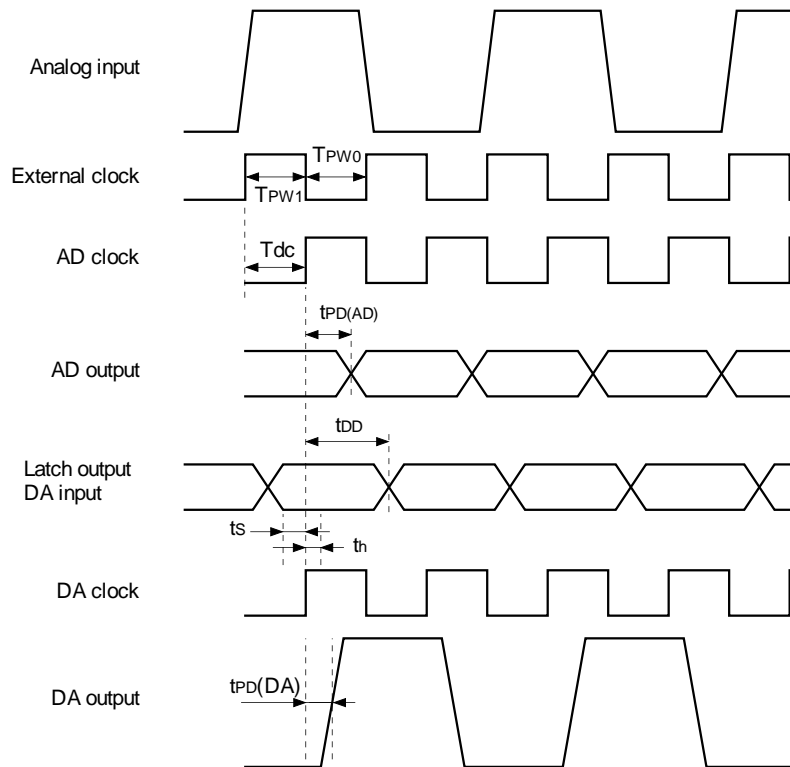 Analog input
TPW0
External clock
TPW1
Tdc
AD clock
tPD(AD)
AD output
tDD
Latch output
DA input
tS
th
DA clock
tPD(DA)
DA output